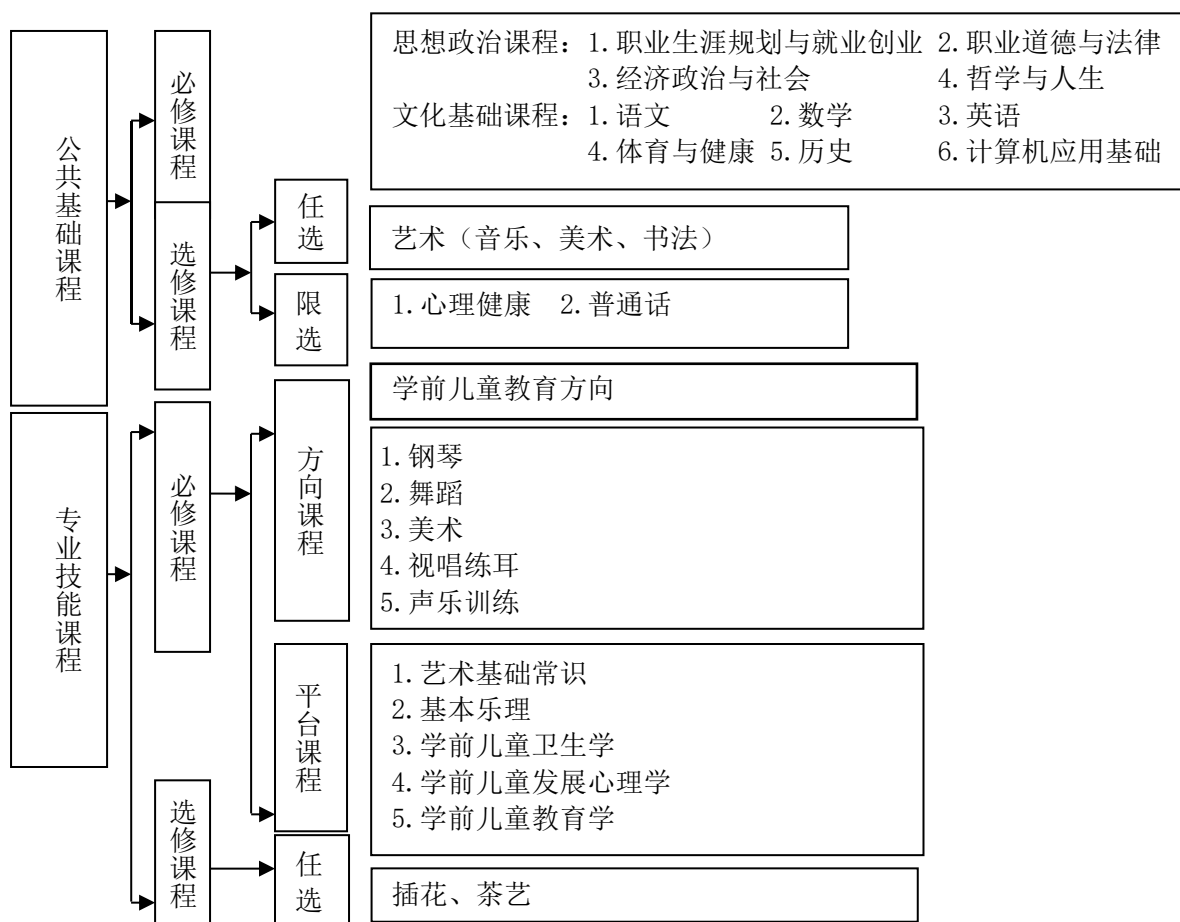 公共基础课程
必修课程
思想政治课程：1.职业生涯规划与就业创业 2.职业道德与法律
3.经济政治与社会 4.哲学与人生
文化基础课程：1.语文 2.数学 3.英语
4.体育与健康 5.历史 6.计算机应用基础
选修课程
任选
艺术（音乐、美术、书法）
限选
1.心理健康 2.普通话
专业技能课程
必修课程
方向课程
学前儿童教育方向
1.钢琴
2.舞蹈
3.美术
4.视唱练耳
5.声乐训练
平台课程
1.艺术基础常识
2.基本乐理
3.学前儿童卫生学
4.学前儿童发展心理学
5.学前儿童教育学
选修课程
任选
插花、茶艺